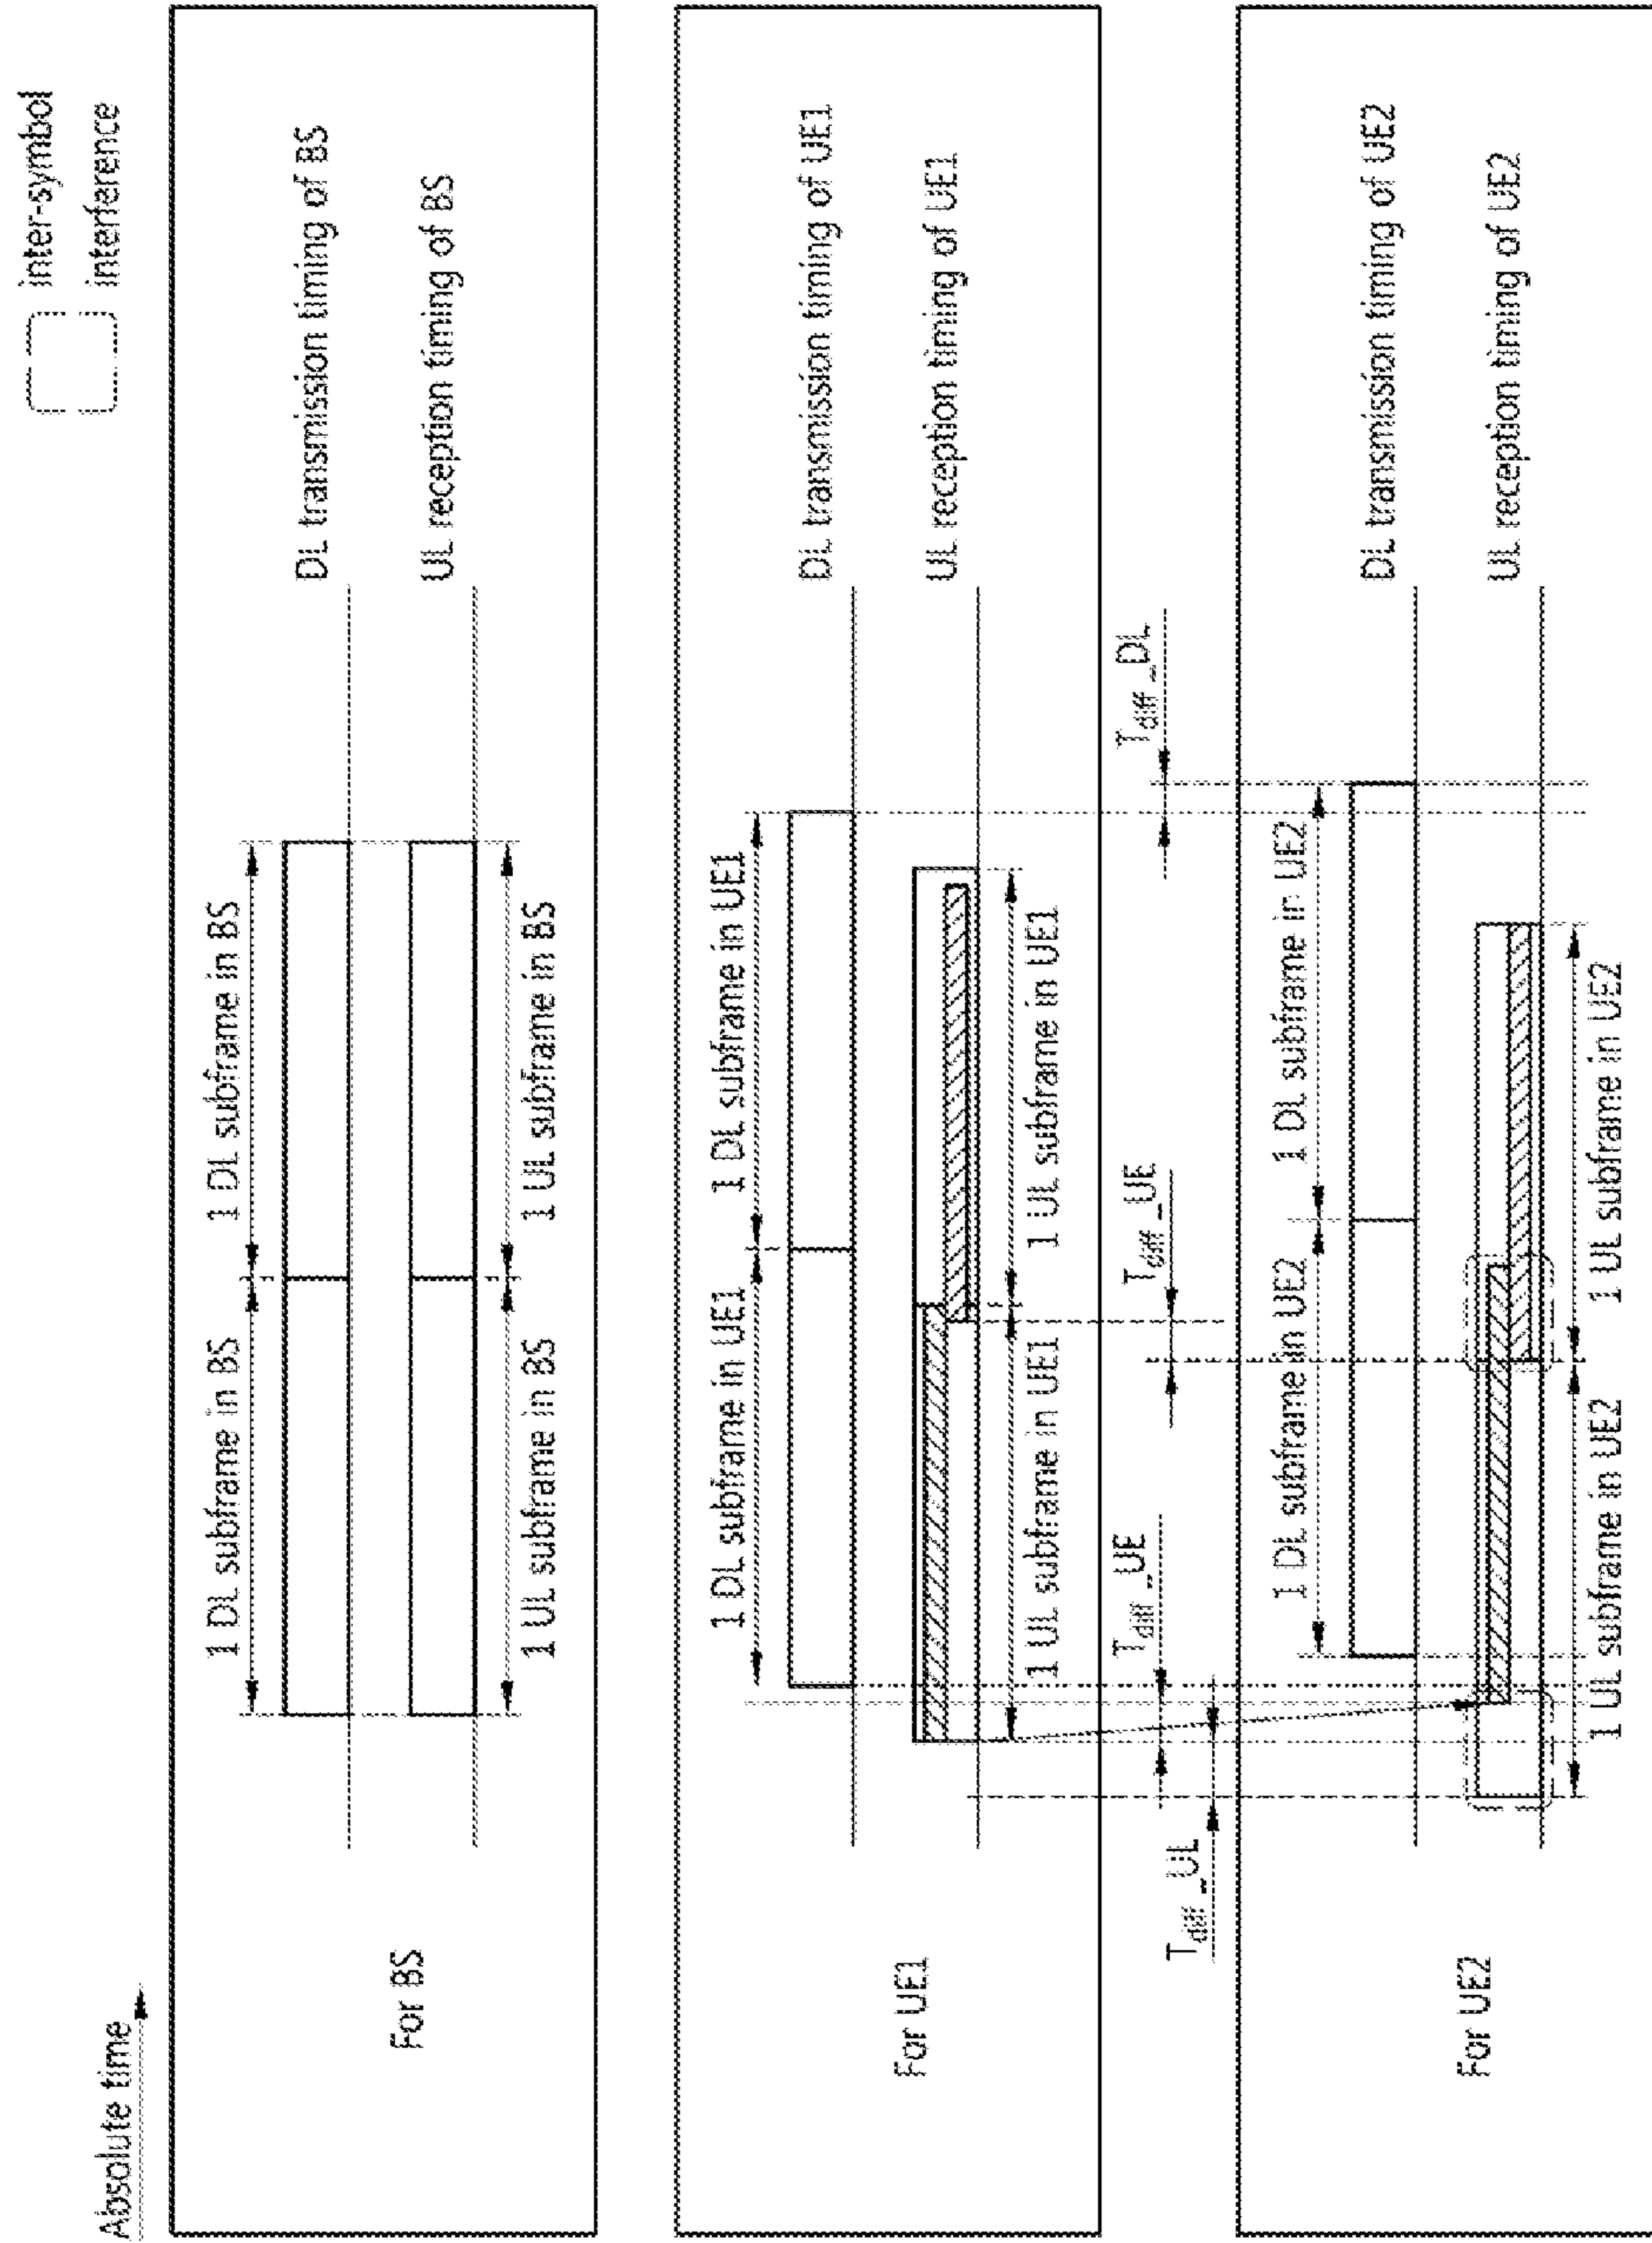 Absolute time
inter-symbol
interference
For BS
1 DL subframe in BS
1 DL subframe in BS
DL transmission timing of BS
UL reception timing of BS
1 UL subframe in BS
1 UL subframe in BS
For UE1
1 DL subframe in UE1
1 DL subframe in UE1
DL transmission timing of UE1
UL reception timing of UE1
1 UL subframe in UE1
1 UL subframe in UE1
Tdiff_UE
Tdiff_UE
Tdiff_DL
Tdiff_UL
For UE2
1 DL subframe in UE2
1 DL subframe in UE2
DL transmission timing of UE2
UL reception timing of UE2
1 UL subframe in UE2
1 UL subframe in UE2